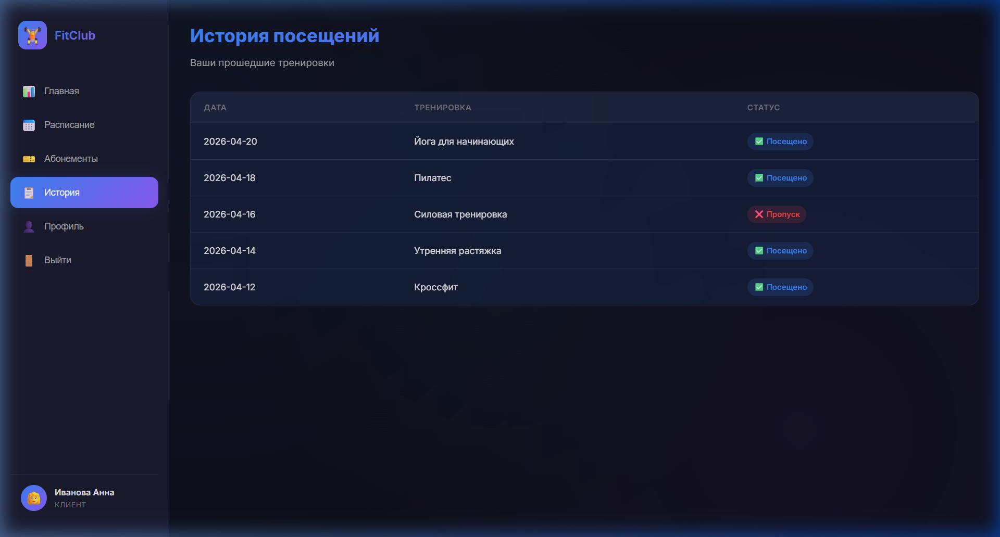 FitClub
Главная
Расписание
Абонементы
История
Профиль
Выйти
Иванова Анна
КЛИЕНТ
История посещений
Ваши прошедшие тренировки
ДАТА ТРЕНИРОВКА СТАТУС
2026-04-20 Йога для начинающих ✅ Посещено
2026-04-18 Пилатес ✅ Посещено
2026-04-16 Силовая тренировка ❌ Пропуск
2026-04-14 Утренняя растяжка ✅ Посещено
2026-04-12 Кроссфит ✅ Посещено